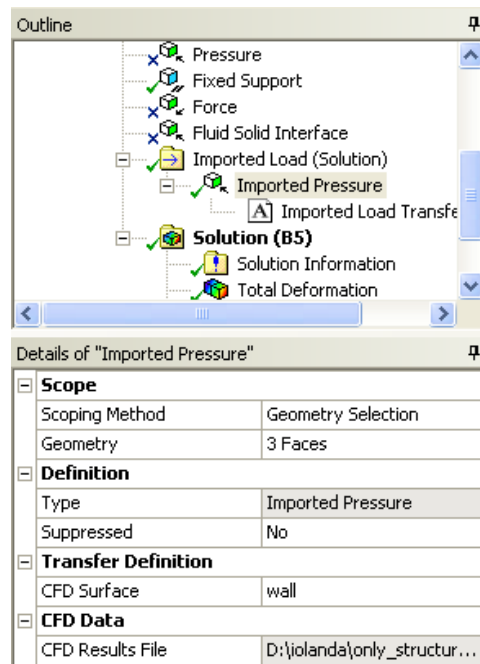 Outline
Pressure
Fixed Support
Force
Fluid Solid Interface
Imported Load (Solution)
Imported Pressure
A Imported Load Transfe
Solution (B5)
Solution Information
Total Deformation
Details of "Imported Pressure"
Scope
Scoping Method Geometry Selection
Geometry 3 Faces
Definition
Type Imported Pressure
Suppressed No
Transfer Definition
CFD Surface wall
CFD Data
CFD Results File D:\iolanda\only_structur...